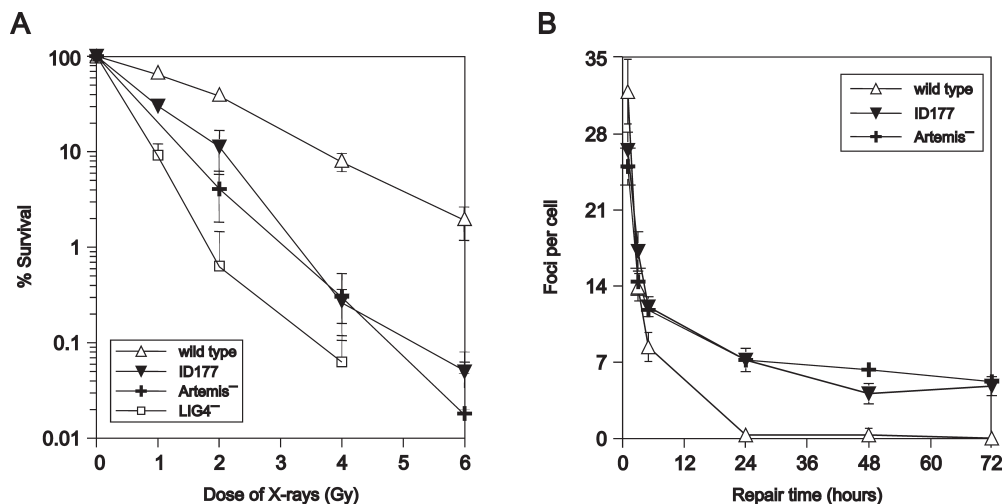 A
% Survival
100
10
1
0.1
0.01
wild type
ID177
Artemis⁻
LIG4⁻
0 1 2 3 4 5 6
Dose of X-rays (Gy)
B
Foci per cell
35
28
21
14
7
0
wild type
ID177
Artemis⁻
0 12 24 36 48 60 72
Repair time (hours)